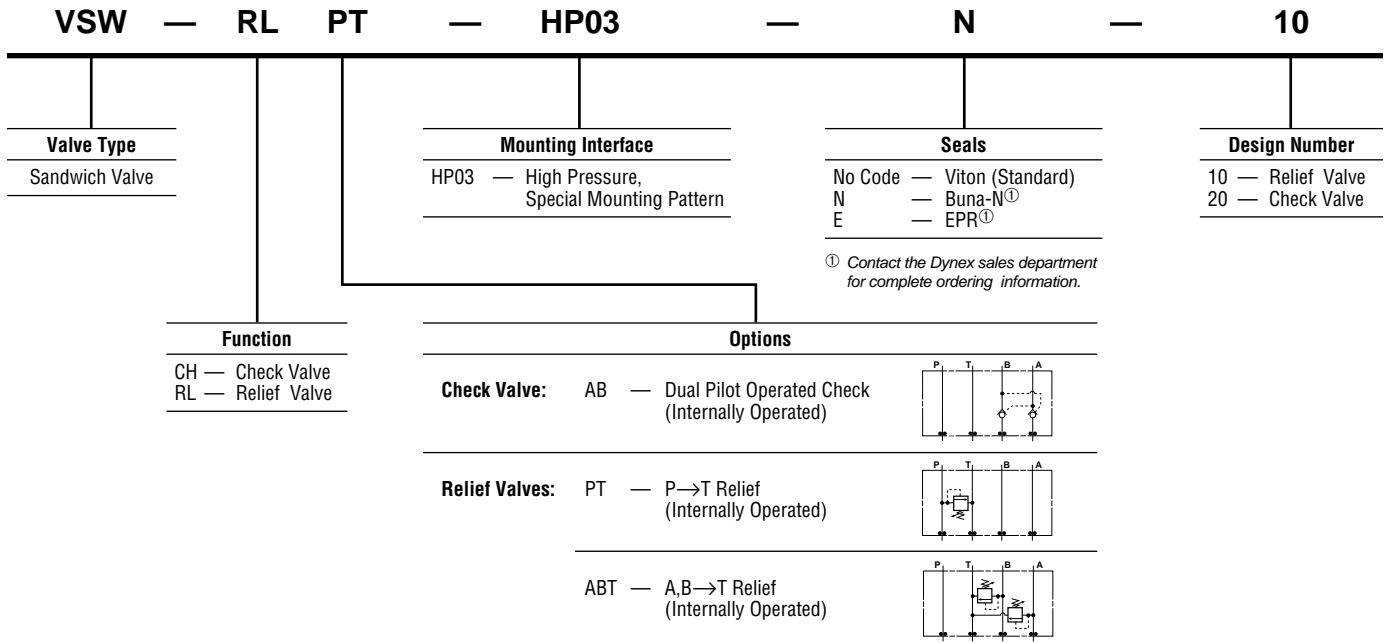 VSW — RL PT — HP03 — N — 10
Valve Type
Sandwich Valve
Mounting Interface
HP03 — High Pressure,
Special Mounting Pattern
Seals
No Code — Viton (Standard)
N — Buna-N①
E — EPR①
① Contact the Dynex sales department
for complete ordering information.
Design Number
10 — Relief Valve
20 — Check Valve
Function
CH — Check Valve
RL — Relief Valve
Options
Check Valve: AB — Dual Pilot Operated Check
(Internally Operated)
P T B A
Relief Valves: PT — P→T Relief
(Internally Operated)
P T B A
ABT — A,B→T Relief
(Internally Operated)
P T B A